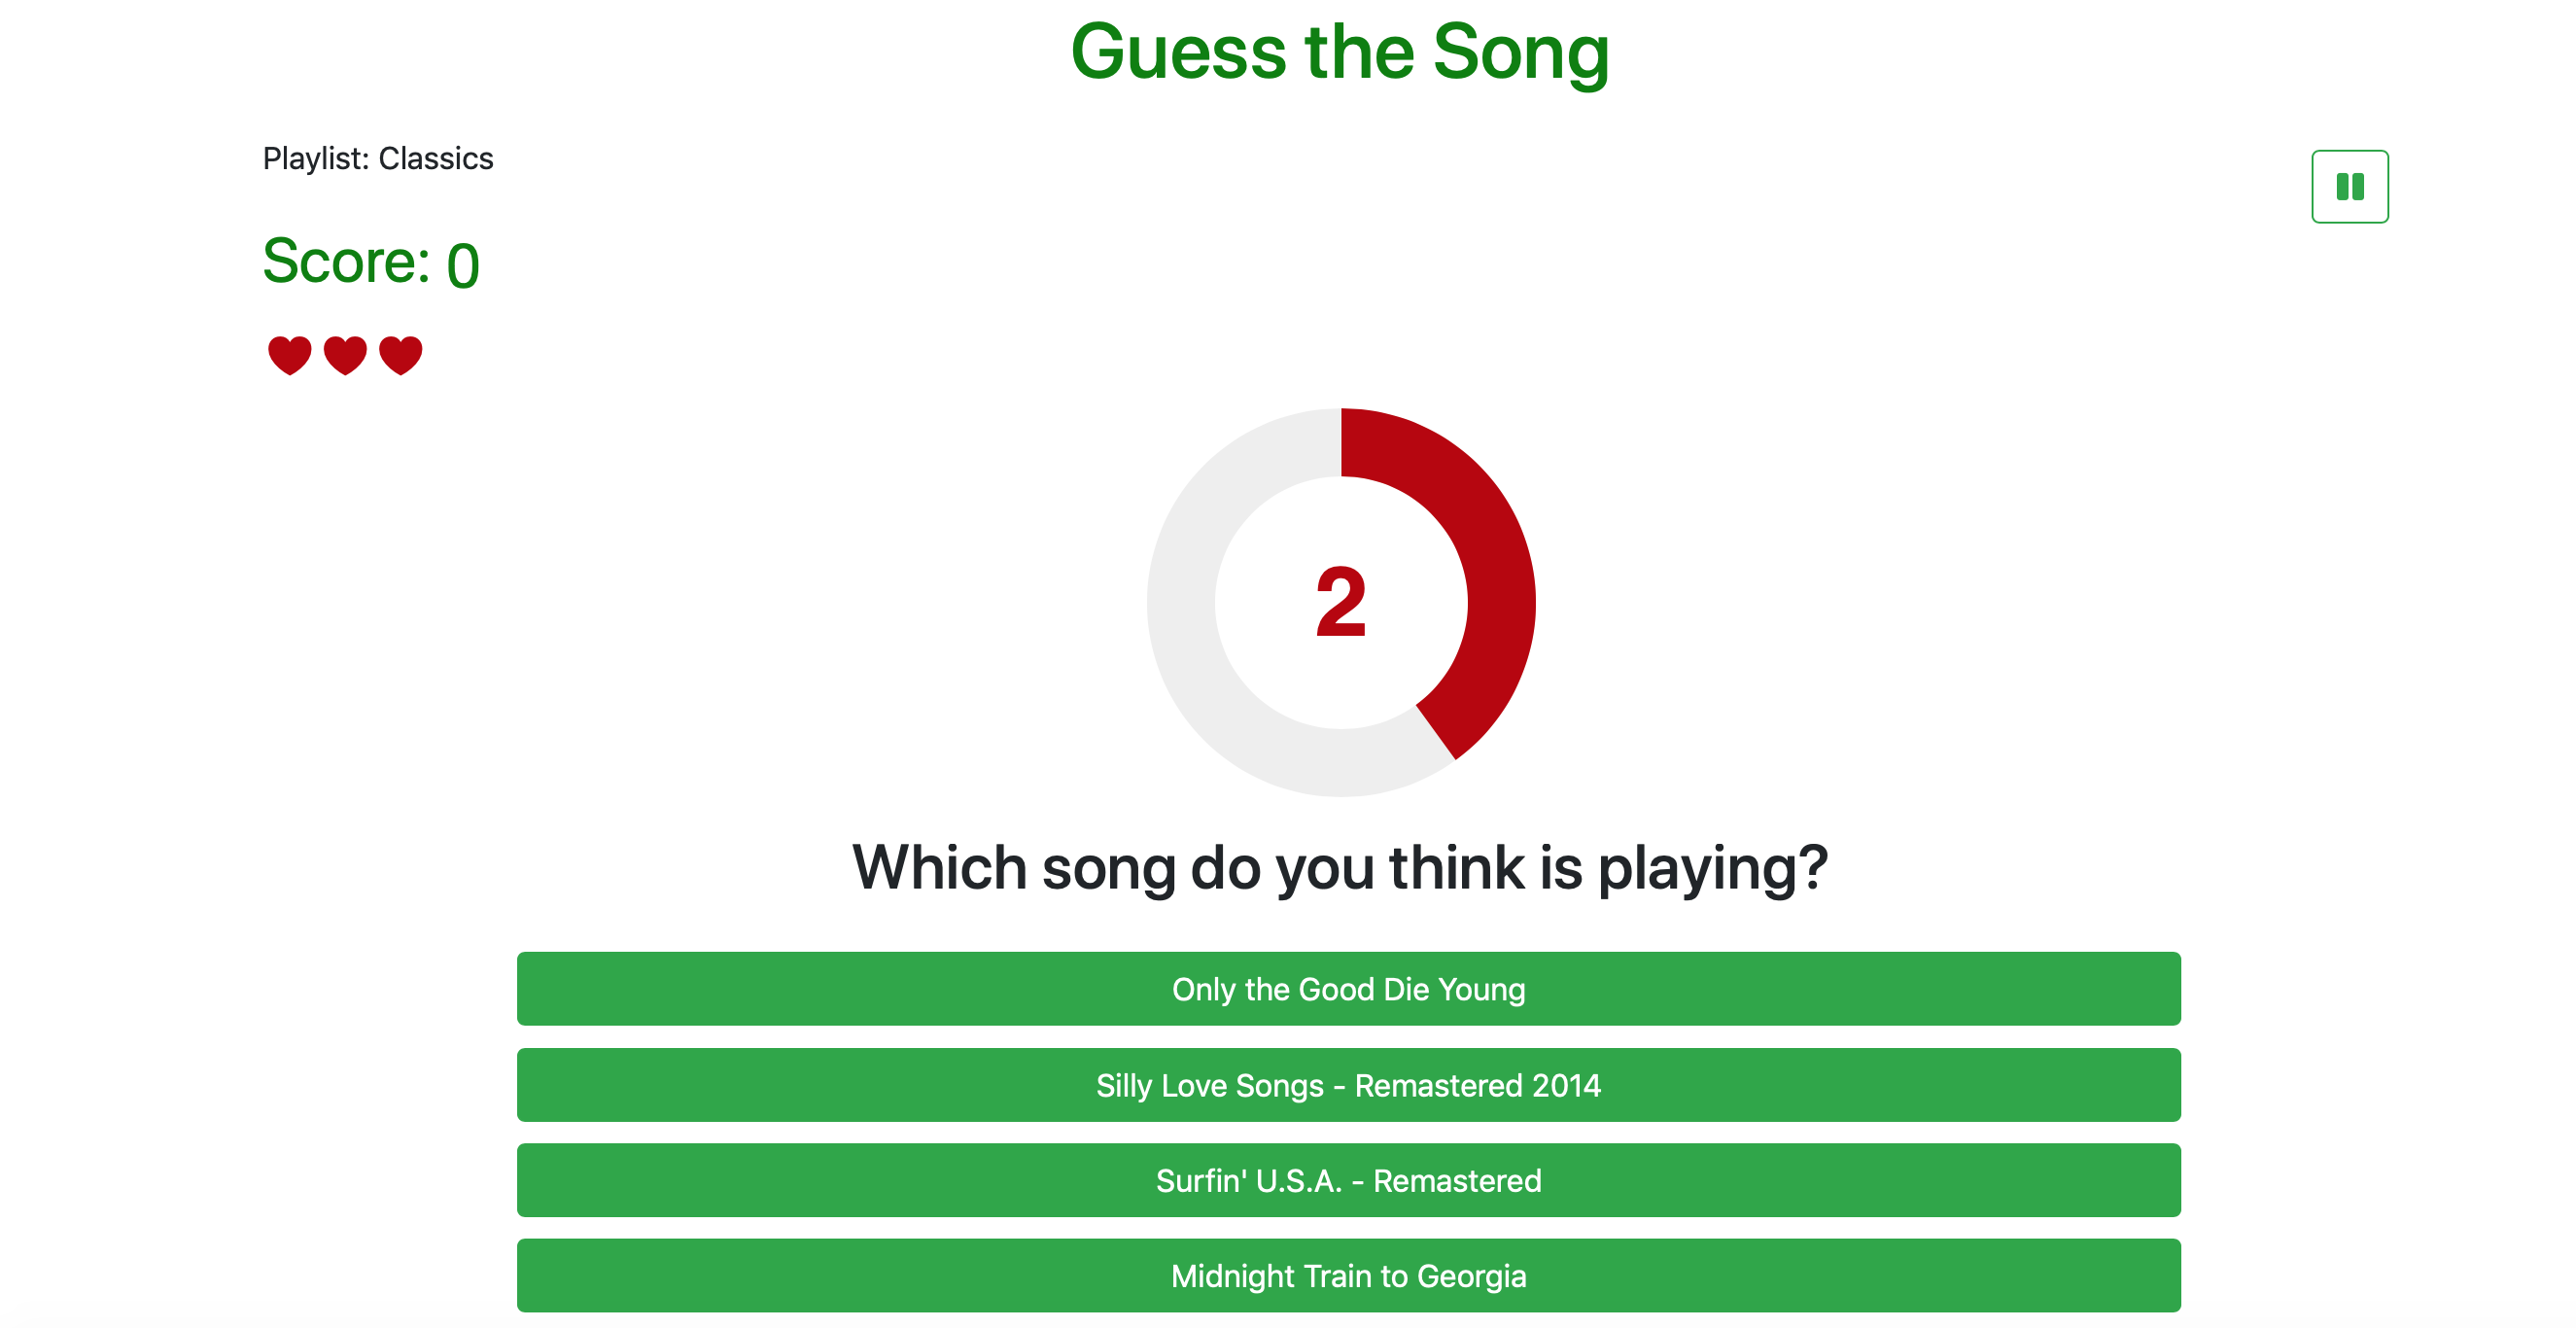 Guess the Song
Playlist: Classics
Score: 0
2
Which song do you think is playing?
Only the Good Die Young
Silly Love Songs - Remastered 2014
Surfin' U.S.A. - Remastered
Midnight Train to Georgia